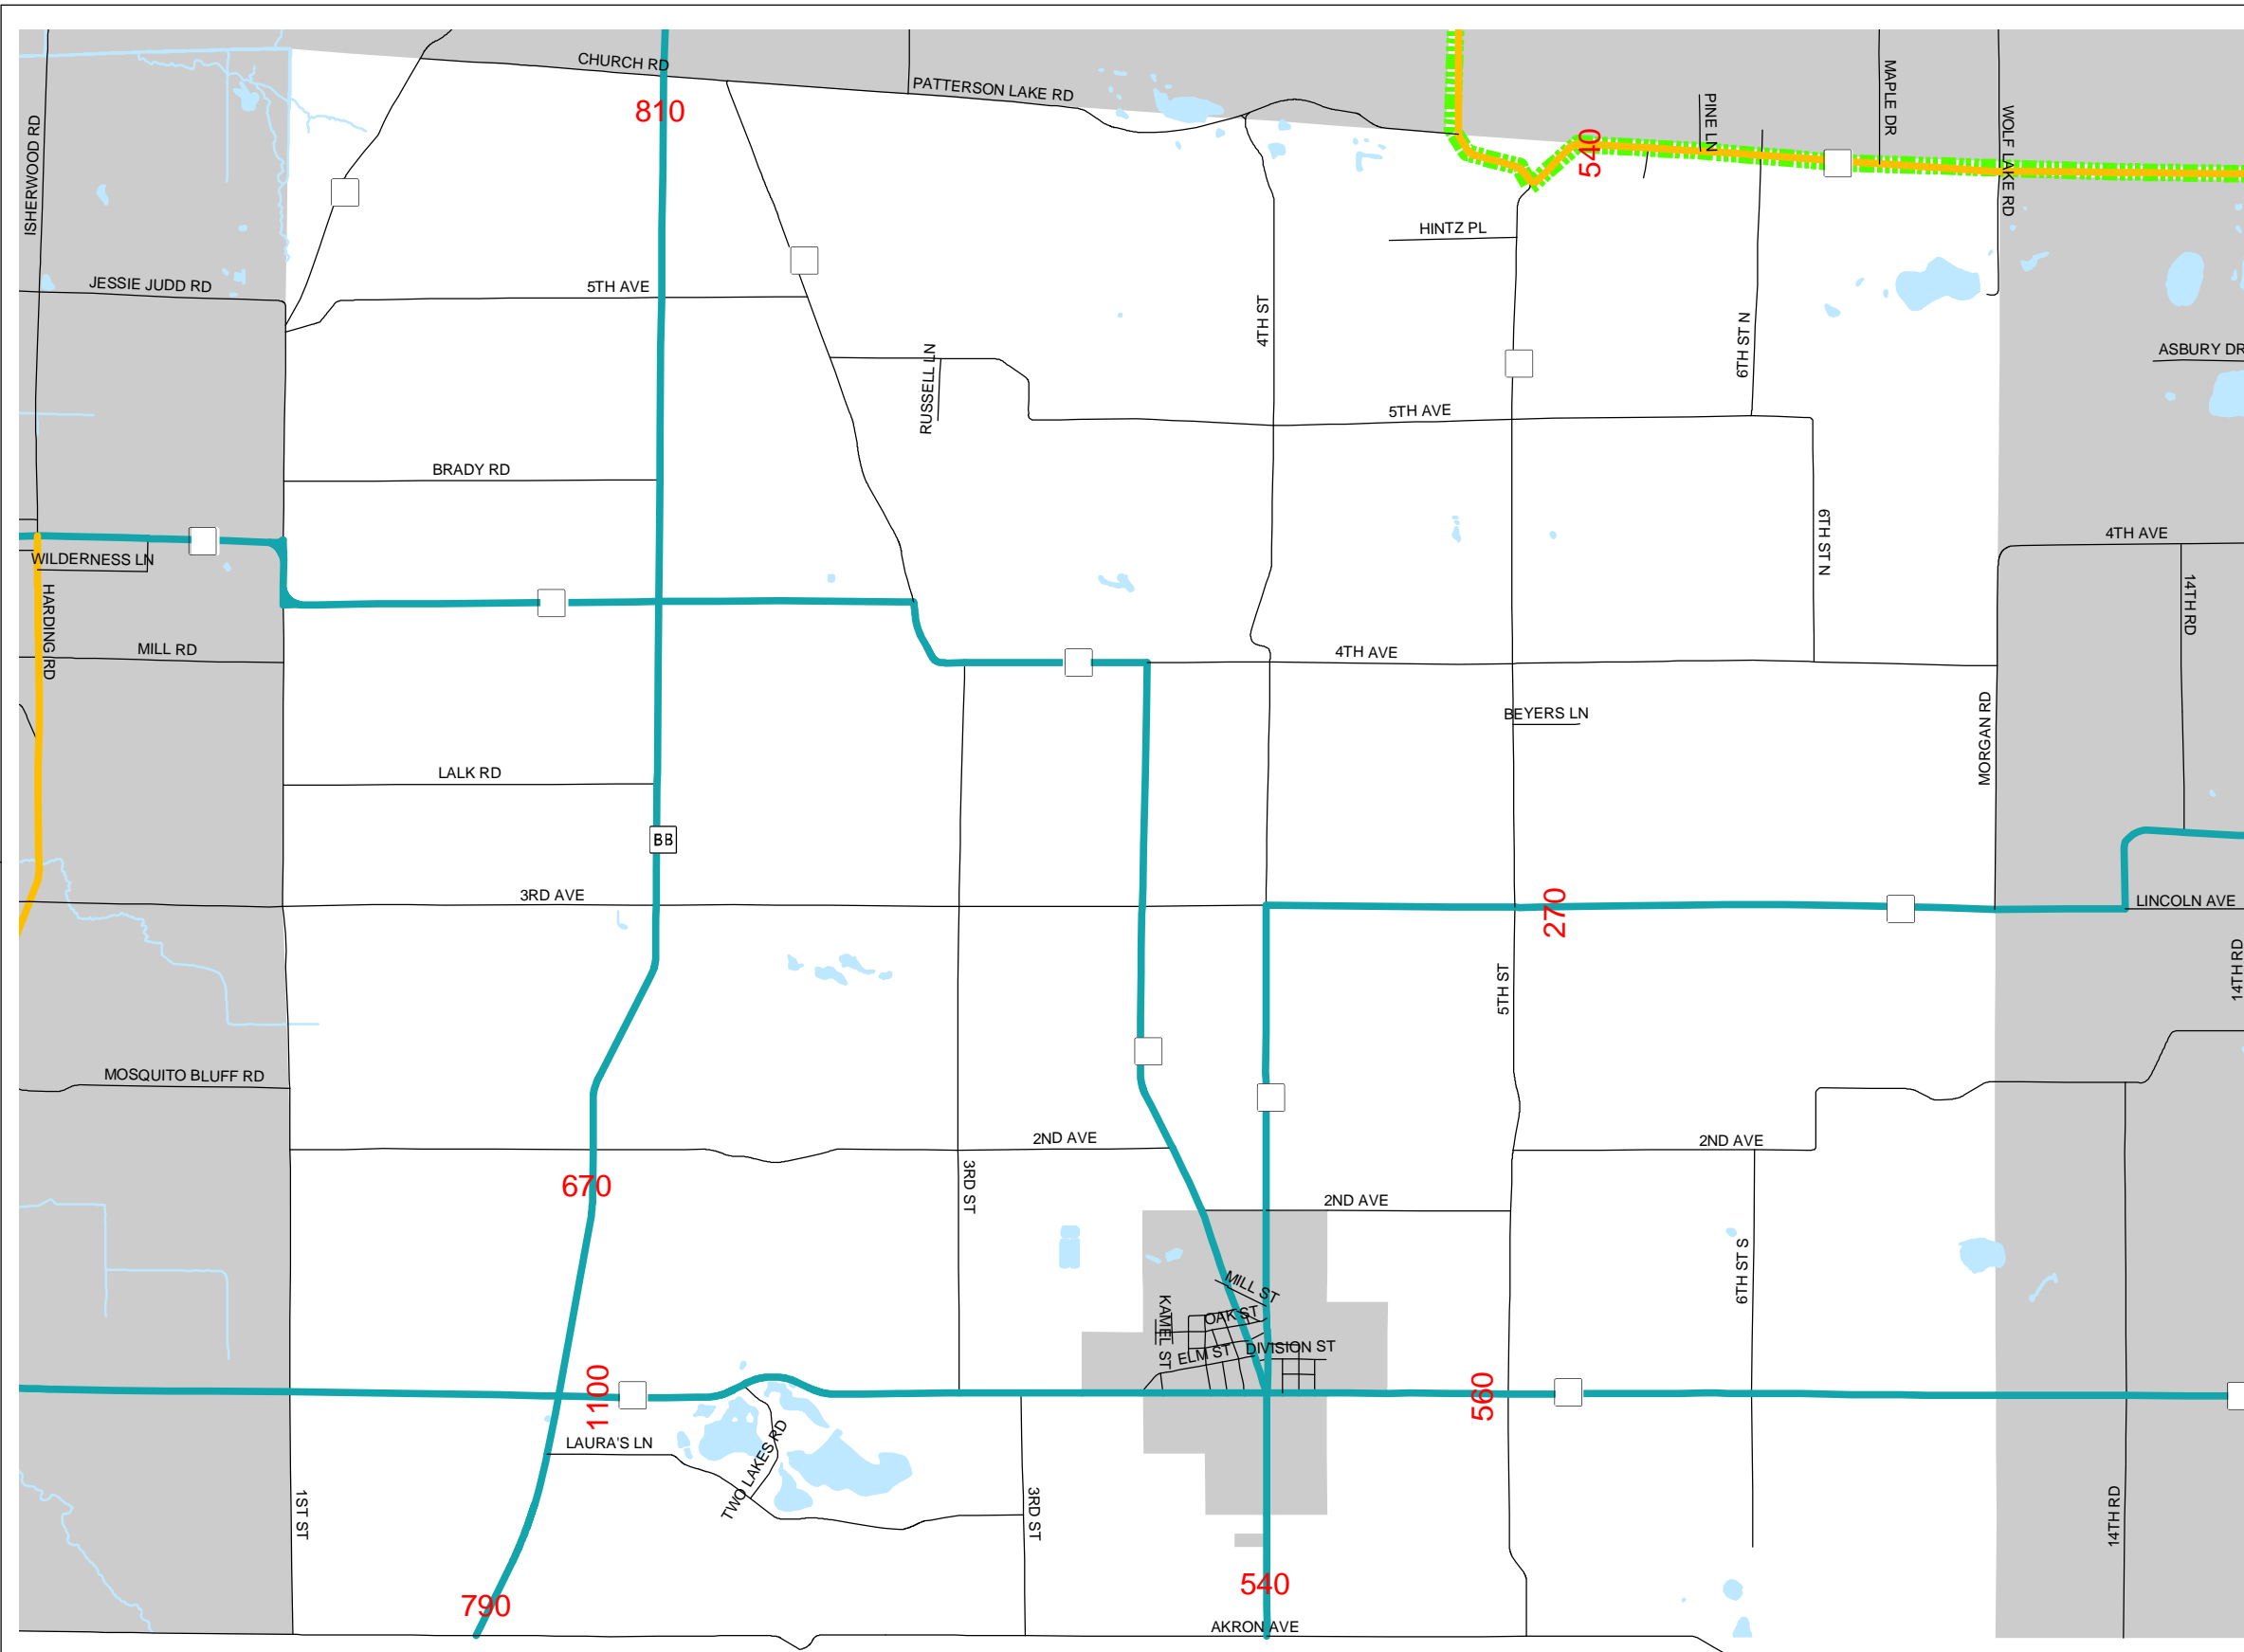 CHURCH RD
810
PATTERSON LAKE RD
PINE LN
MAPLE DR
WOLF LAKE RD
540
ISHERWOOD RD
HINTZ PL
JESSIE JUDD RD
5TH AVE
4TH ST
6TH ST N
RUSSELL LN
ASBURY DR
5TH AVE
BRADY RD
6TH ST N
4TH AVE
WILDERNESS LN
HARDING RD
14TH RD
MILL RD
4TH AVE
BEYERS LN
MORGAN RD
LALK RD
BB
3RD AVE
270
LINCOLN AVE
14TH RD
5TH ST
MOSQUITO BLUFF RD
2ND AVE
2ND AVE
670
3RD ST
2ND AVE
6TH ST S
MILL ST
KAMEL ST
OAK ST
ELM ST
DIVISION ST
1100
560
LAURA'S LN
TWO LAKES RD
1ST ST
3RD ST
14TH RD
790
540
AKRON AVE